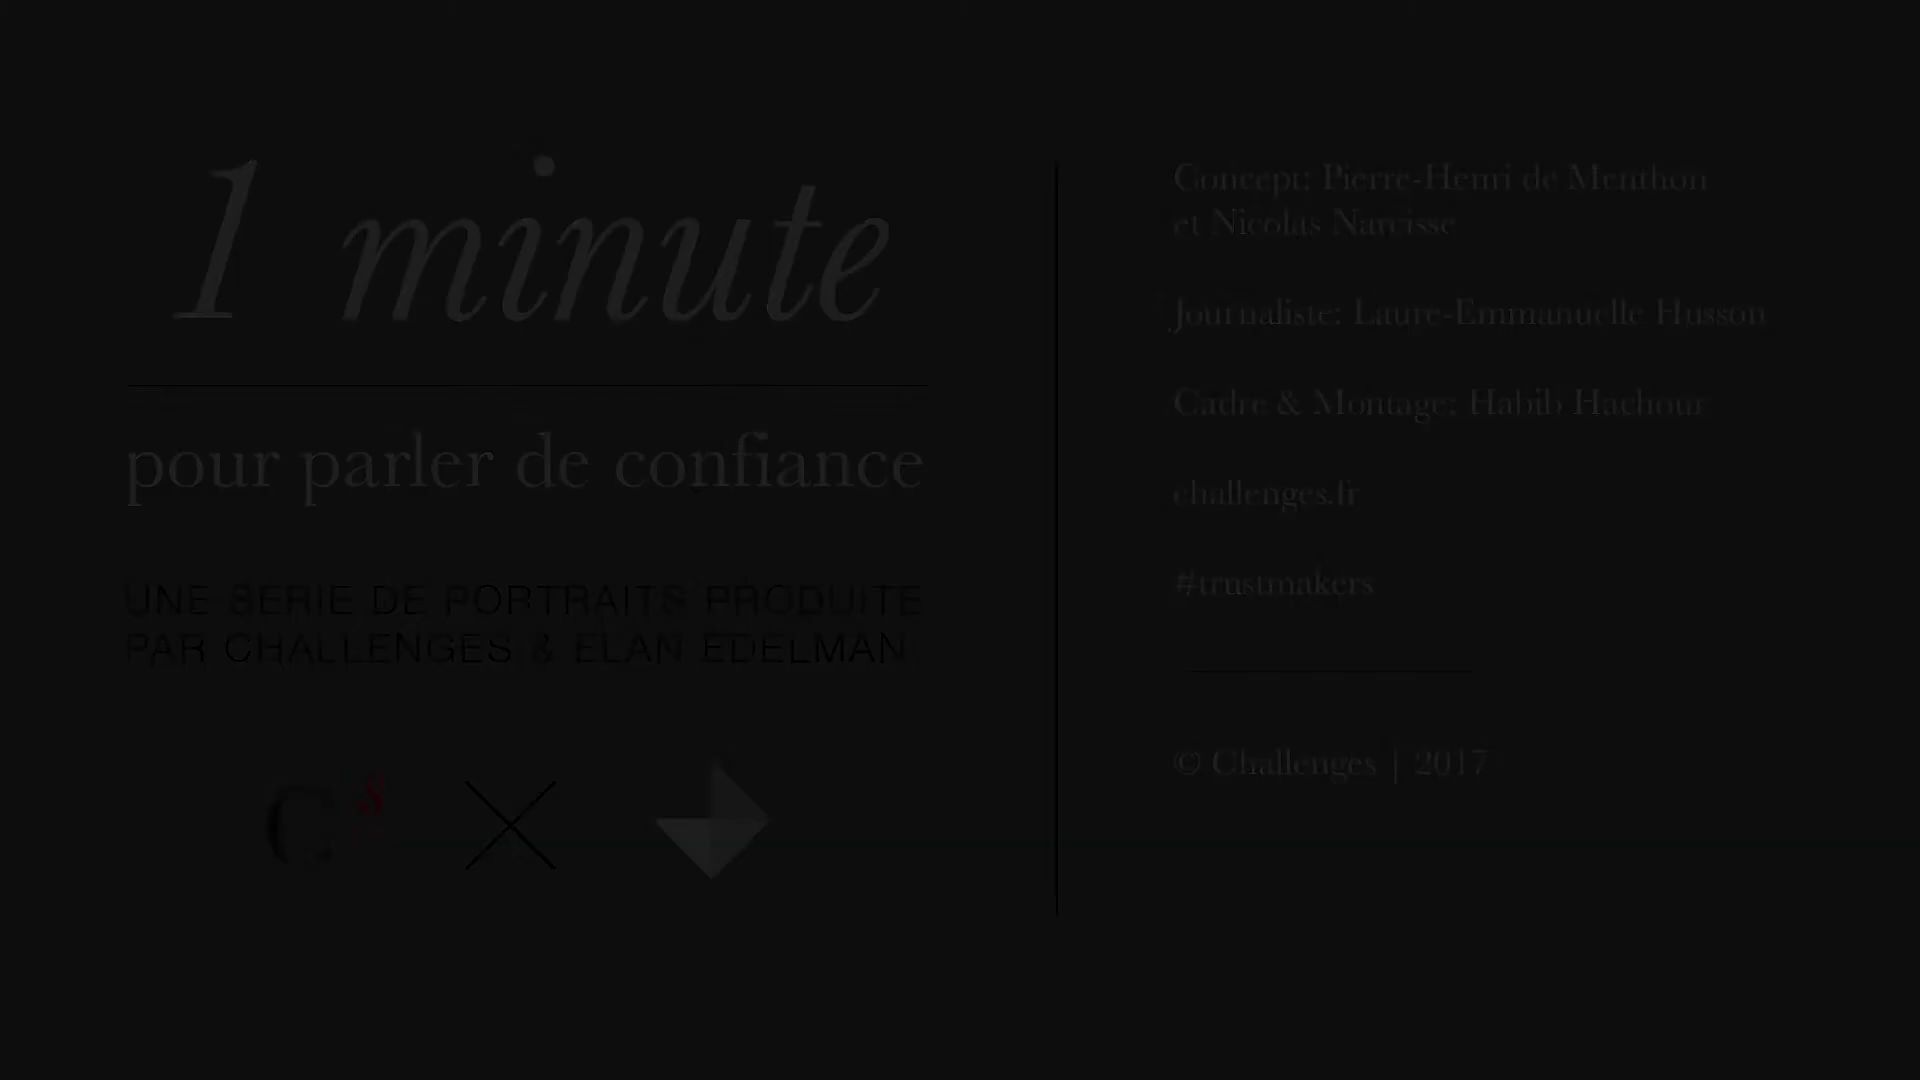 1 minute
pour parler de confiance
UNE SERIE DE PORTRAITS PRODUITE
PAR CHALLENGES & ELAN EDELMAN
C s
Concept: Pierre-Henri de Menthon
et Nicolas Narcisse
Journaliste: Laure-Emmanuelle Husson
Cadre & Montage: Habib Hachour
challenges.fr
#trustmakers
© Challenges | 2017